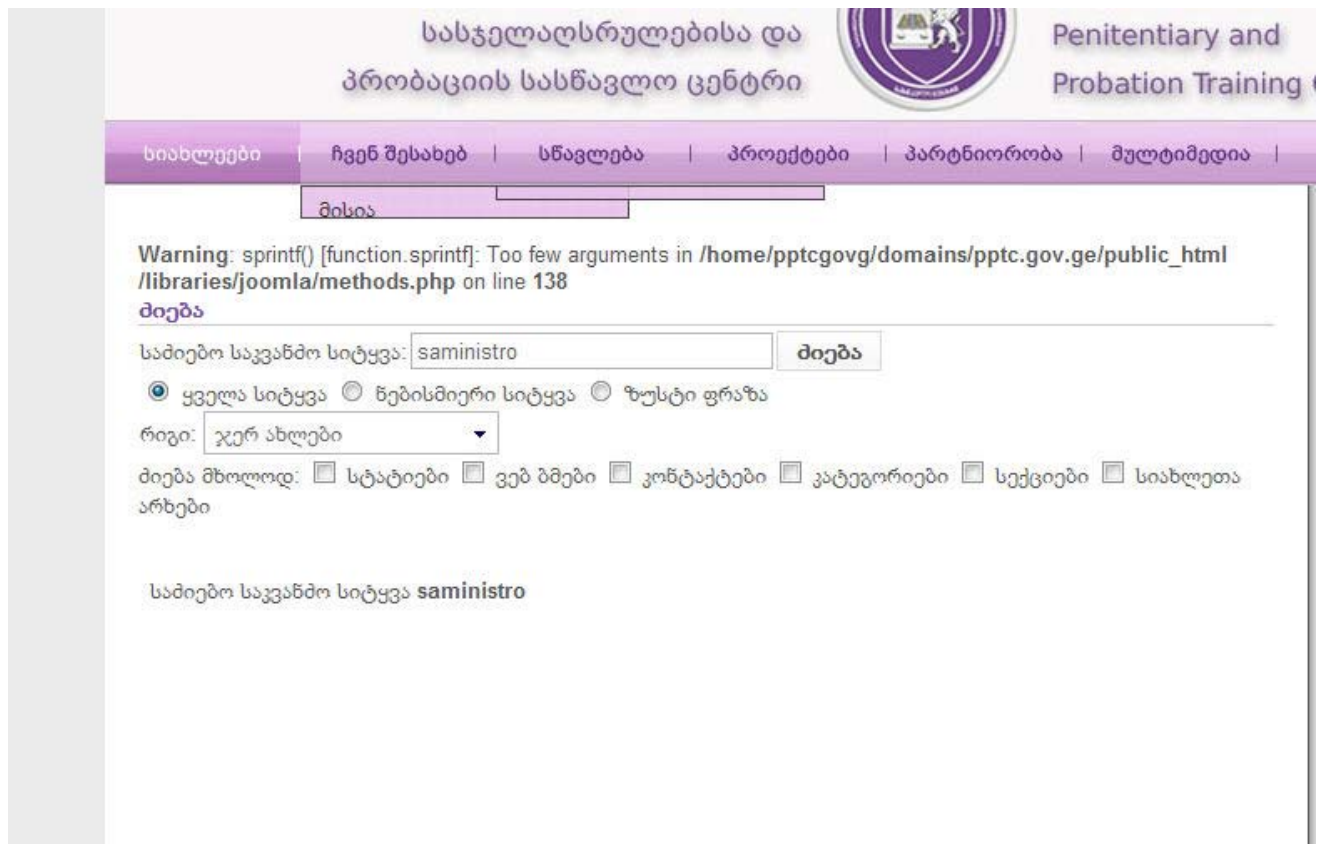 სასჯელაღსრულებისა და
პრობაციის სასწავლო ცენტრი
Penitentiary and
Probation Training
სიახლეები | ჩვენ შესახებ | სწავლება | პროექტები | პარტნიორობა | მულტიმედია |
მისია
Warning: sprintf() [function.sprintf]: Too few arguments in /home/pptcgovg/domains/pptc.gov.ge/public_html
/libraries/joomla/methods.php on line 138
ძიება
საძიებო საკვანძო სიტყვა: saministro ძიება
ყველა სიტყვა ნებისმიერი სიტყვა ზუსტი ფრაზა
რიგი: ჯერ ახლები
ძიება მხოლოდ: სტატიები ვებ ბმები კონტაქტები კატეგორიები სექციები სიახლეთა
არხები
საძიებო საკვანძო სიტყვა saministro